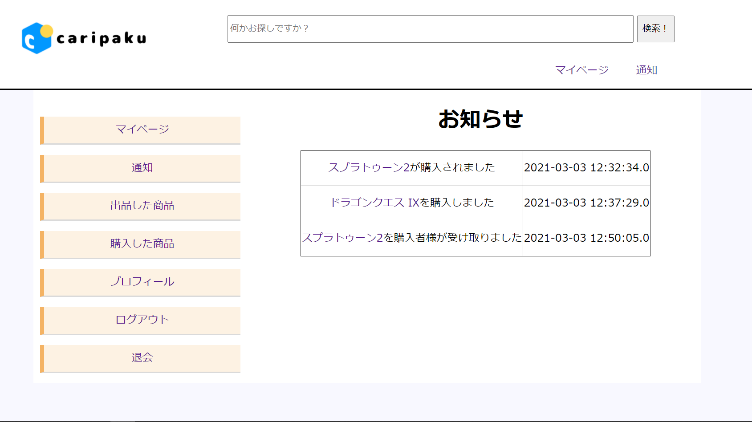 caripaku
何かお探しですか？
検索！
マイページ 通知
お知らせ
マイページ
通知
出品した商品
購入した商品
プロフィール
ログアウト
退会
スプラトゥーン2が購入されました 2021-03-03 12:32:34.0
ドラゴンクエス IXを購入しました 2021-03-03 12:37:29.0
スプラトゥーン2を購入者様が受け取りました 2021-03-03 12:50:05.0